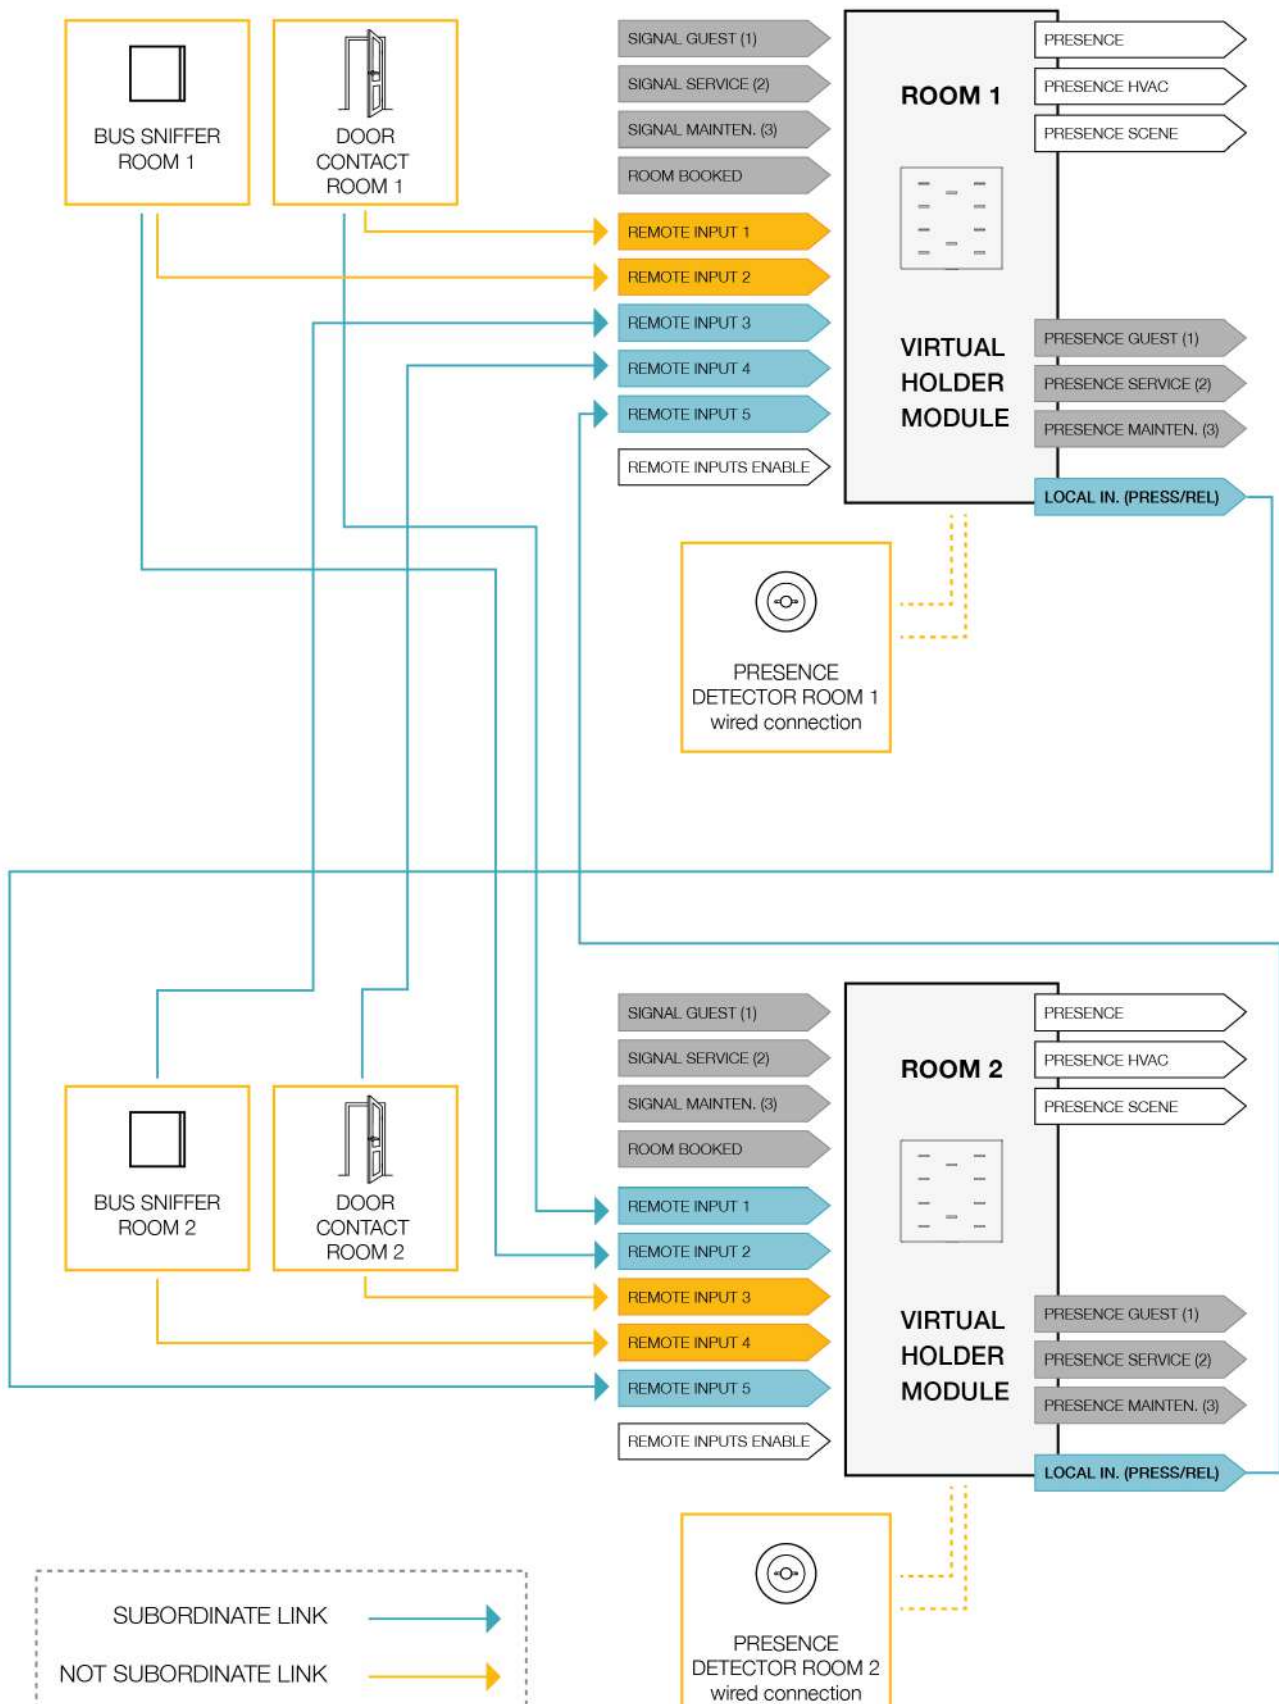 BUS SNIFFER
ROOM 1
DOOR
CONTACT
ROOM 1
SIGNAL GUEST (1)
SIGNAL SERVICE (2)
SIGNAL MAINTEN. (3)
ROOM BOOKED
REMOTE INPUT 1
REMOTE INPUT 2
REMOTE INPUT 3
REMOTE INPUT 4
REMOTE INPUT 5
REMOTE INPUTS ENABLE
ROOM 1
VIRTUAL
HOLDER
MODULE
PRESENCE
PRESENCE HVAC
PRESENCE SCENE
PRESENCE GUEST (1)
PRESENCE SERVICE (2)
PRESENCE MAINTEN. (3)
LOCAL IN. (PRESS/REL)
PRESENCE
DETECTOR ROOM 1
wired connection
BUS SNIFFER
ROOM 2
DOOR
CONTACT
ROOM 2
SIGNAL GUEST (1)
SIGNAL SERVICE (2)
SIGNAL MAINTEN. (3)
ROOM BOOKED
REMOTE INPUT 1
REMOTE INPUT 2
REMOTE INPUT 3
REMOTE INPUT 4
REMOTE INPUT 5
REMOTE INPUTS ENABLE
ROOM 2
VIRTUAL
HOLDER
MODULE
PRESENCE
PRESENCE HVAC
PRESENCE SCENE
PRESENCE GUEST (1)
PRESENCE SERVICE (2)
PRESENCE MAINTEN. (3)
LOCAL IN. (PRESS/REL)
PRESENCE
DETECTOR ROOM 2
wired connection
SUBORDINATE LINK
NOT SUBORDINATE LINK